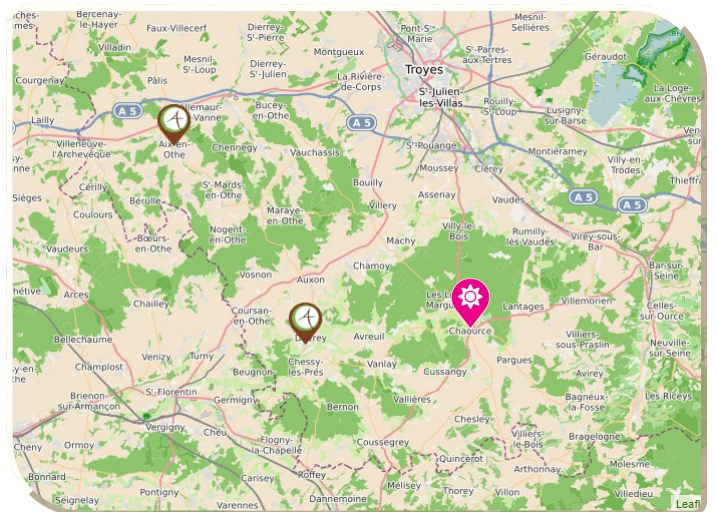 Bercenay-
le-Hayer
Faux-Villecerf
Dierrey-
St-Pierre
Pont-Ste-
Marie
Mesnil-
Sellières
Villadin
Mesnil-
St-Loup
Dierrey-
St-Julien
Montgueux
Troyes
St-Parres-
aux-Tertres
Géraudot
Courgenay
Pâlis
La Rivière-
de-Corps
St-Julien
les-Villas
La Loge-
aux-Chèvres
A 5
Bucey-
en-Othe
Rouilly-
St-Loup
Lusigny-
sur-Barse
Lailly
A 5
Villeneuve-
l'Archevêque
Aix-en-
Othe
Chennegy
Vauchassis
St-Pouange
Montiéramey
Villy-en-
Trodes
Moussey
Clérey
Cérilly
St-Mards-
en-Othe
Bouilly
Assenay
A 5
A 5
Sièges
Bérulle
Vaudes
Coulours
Maraye-
en-Othe
Villery
Villy-le-
Bois
Rumilly-
lès-Vaudes
Virey-sous-
Bar
Vaudeurs
Bœurs-
en-Othe
Nogent-
en-Othe
Machy
Chamoy
Bar-sur-
Seine
Vosnon
Auxon
Arces
Chailley
Coursan-
en-Othe
Lantages
Villemorien
Celles-
sur-Ource
Chaource
Bellechaume
Avreuil
Villiers-
sous-Praslin
Neuville-
sur-Seine
Venizy
Turny
Chessy-
les-Prés
Vanlay
Pargues
Champlost
Beugnon
Cussangy
Avirey
Brienon-
sur-Armançon
St-Florentin
Germigny
Bernon
Vallières
Bagneux-
la-Fosse
Les Riceys
Vergigny
Cheu
Chesley
Cheny
Ormoy
Flogny-
la-Chapelle
Coussegrey
Villiers-
le-Bois
Bragelogne
Bonnard
Roffey
Quincerot
Arthonnay
Molesme
Seignelay
Pontigny
Carisey
Varennes
Dannemoine
Mélisey
Thorey
Villon
Villedieu
Leafl